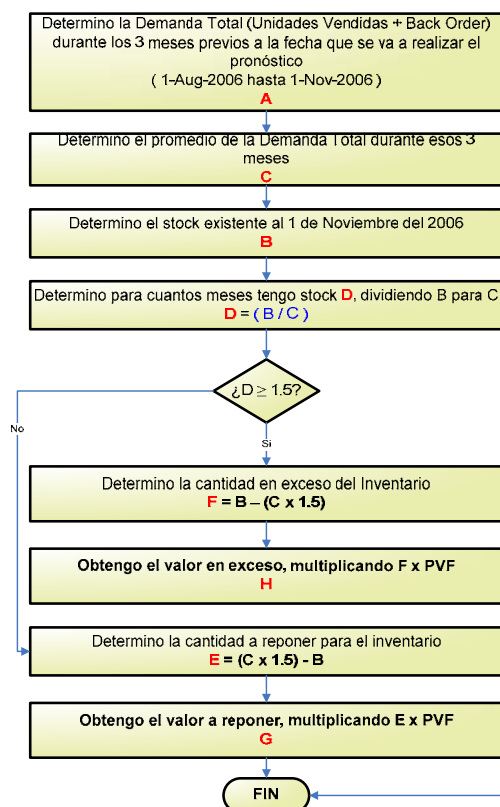 Determino la Demanda Total (Unidades Vendidas + Back Order)
durante los 3 meses previos a la fecha que se va a realizar el
pronóstico
( 1-Aug-2006 hasta 1-Nov-2006 )
A
Determino el promedio de la Demanda Total durante esos 3
meses
C
Determino el stock existente al 1 de Noviembre del 2006
B
Determino para cuantos meses tengo stock D, dividiendo B para C
D = ( B / C )
¿D ≥ 1.5?
No
Si
Determino la cantidad en exceso del Inventario
F = B – (C x 1.5)
Obtengo el valor en exceso, multiplicando F x PVF
H
Determino la cantidad a reponer para el inventario
E = (C x 1.5) - B
Obtengo el valor a reponer, multiplicando E x PVF
G
FIN